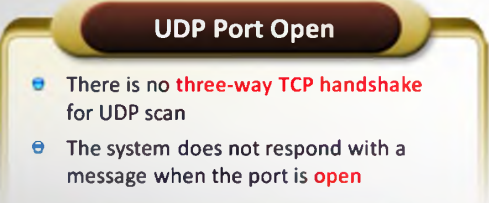 UDP Port Open
There is no three-way TCP handshake
for UDP scan
The system does not respond with a
message when the port is open